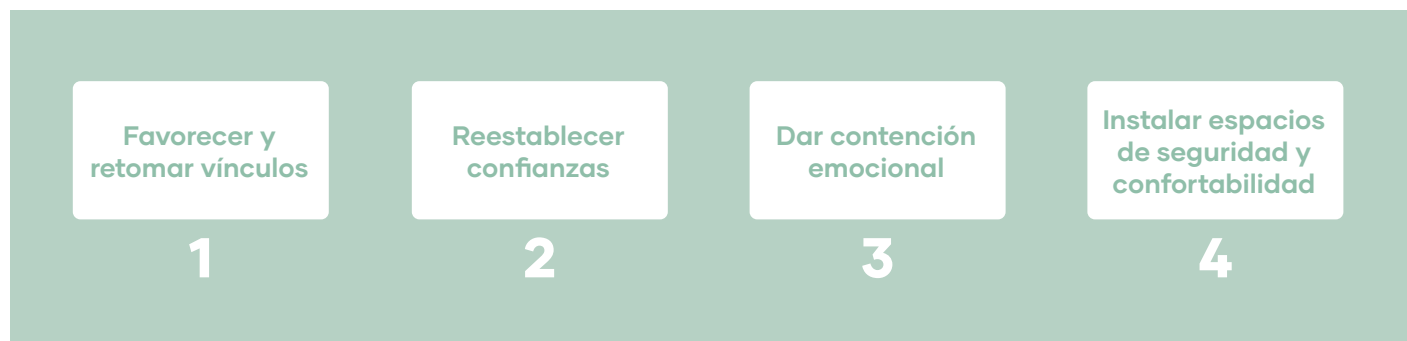 Favorecer y
retomar vínculos
1
Reestablecer
confianzas
2
Dar contención
emocional
3
Instalar espacios
de seguridad y
confortabilidad
4